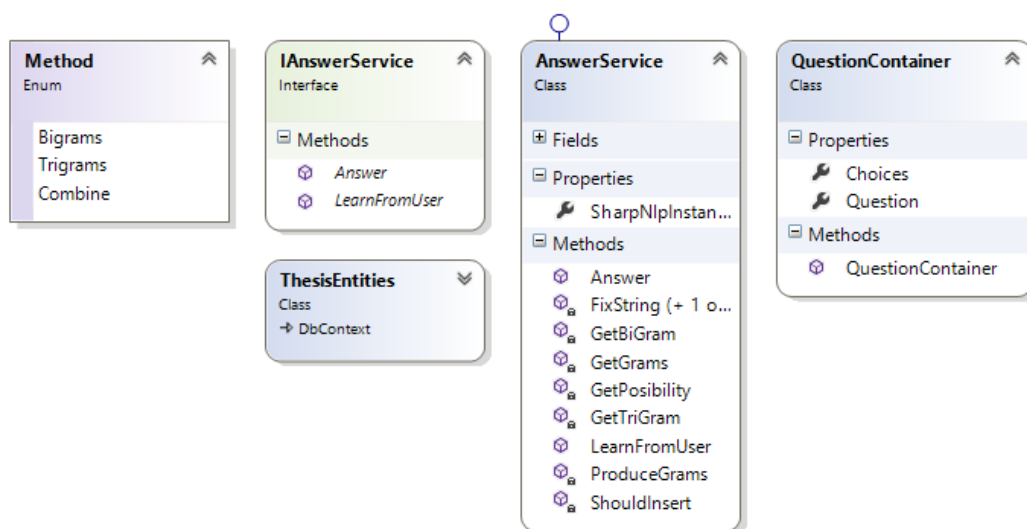 Method
Enum
Bigrams
Trigrams
Combine
IAnswerService
Interface
Methods
Answer
LearnFromUser
ThesisEntities
Class
DbContext
AnswerService
Class
Fields
Properties
SharpNlpInstan...
Methods
Answer
FixString (+ 1 o...
GetBiGram
GetGrams
GetPosibility
GetTriGram
LearnFromUser
ProduceGrams
ShouldInsert
QuestionContainer
Class
Properties
Choices
Question
Methods
QuestionContainer